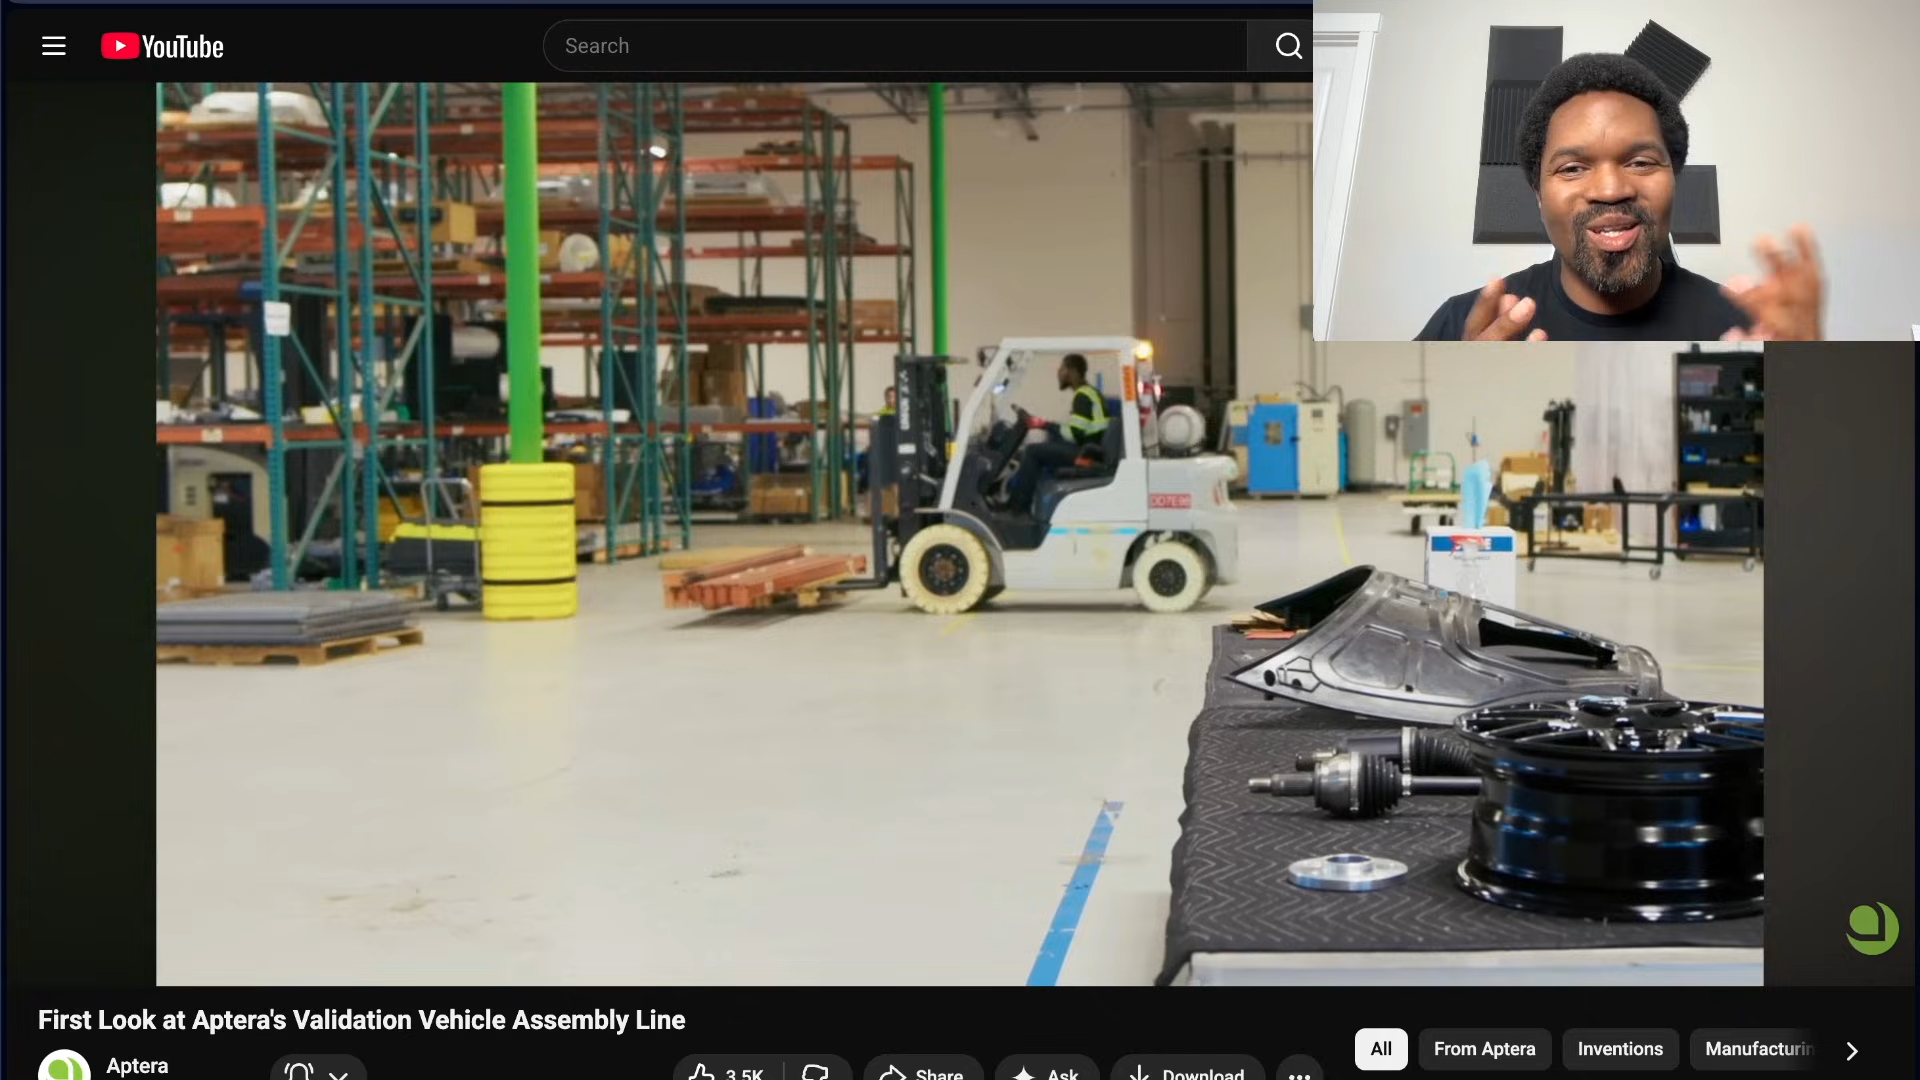 YouTube
Search
DD7E98
First Look at Aptera's Validation Vehicle Assembly Line
Aptera
3.5K
Share
Ask
Download
All
From Aptera
Inventions
Manufacturin